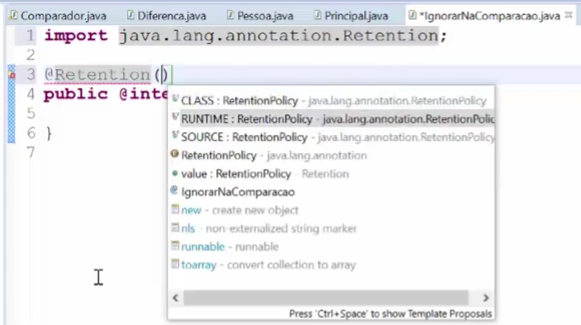 Comparador.java Diferenca.java Pessoa.java Principal.java *IgnorarNaComparacao.java
1 import java.lang.annotation.Retention;
2
3 @Retention()
4 public @inte
5
6 }
7
CLASS : RetentionPolicy - java.lang.annotation.RetentionPolicy
RUNTIME : RetentionPolicy - java.lang.annotation.RetentionPolic
SOURCE : RetentionPolicy - java.lang.annotation.RetentionPolicy
RetentionPolicy - java.lang.annotation
value : RetentionPolicy - Retention
IgnorarNaComparacao
new - create new object
nls - non-externalized string marker
runnable - runnable
toarray - convert collection to array
Press 'Ctrl+Space' to show Template Proposals